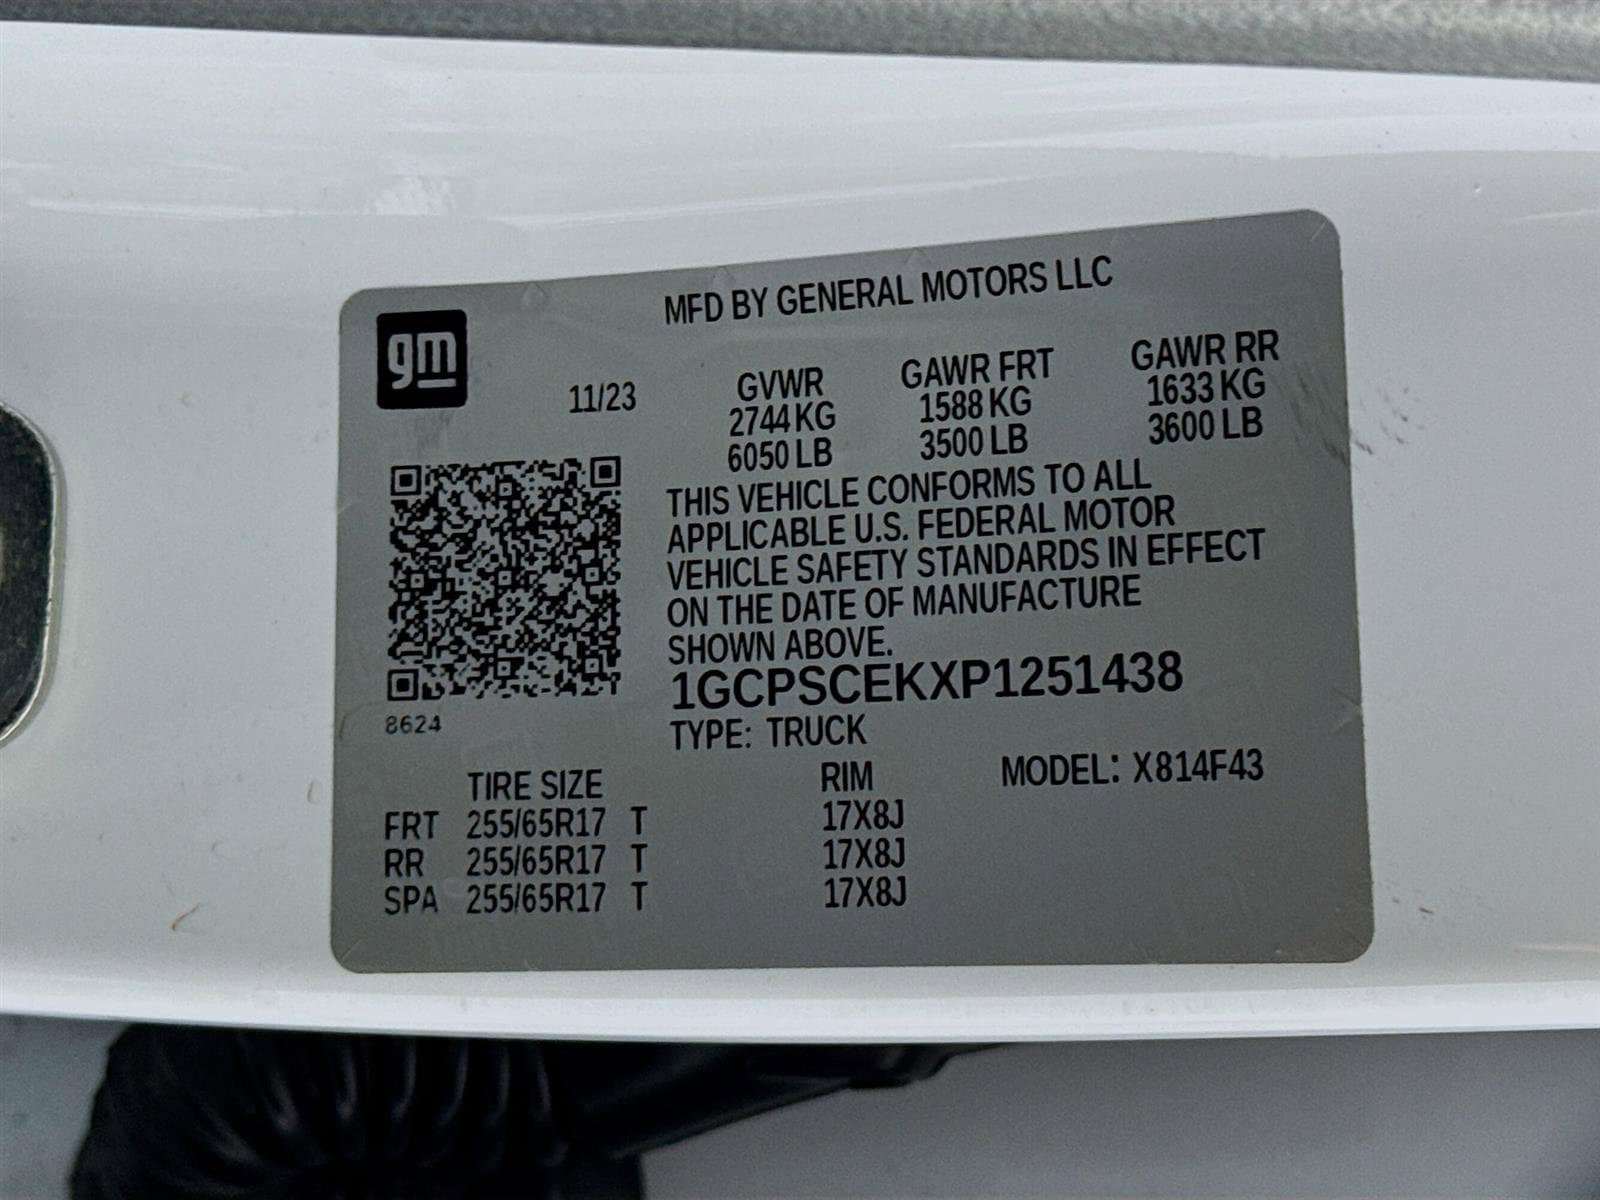 MFD BY GENERAL MOTORS LLC
gm
11/23
GVWR GAWR FRT GAWR RR
2744 KG 1588 KG 1633 KG
6050 LB 3500 LB 3600 LB
THIS VEHICLE CONFORMS TO ALL
APPLICABLE U.S. FEDERAL MOTOR
VEHICLE SAFETY STANDARDS IN EFFECT
ON THE DATE OF MANUFACTURE
SHOWN ABOVE.
1GCPSCEKXP1251438
8624
TYPE: TRUCK
TIRE SIZE RIM MODEL: X814F43
FRT 255/65R17 T 17X8J
RR 255/65R17 T 17X8J
SPA 255/65R17 T 17X8J